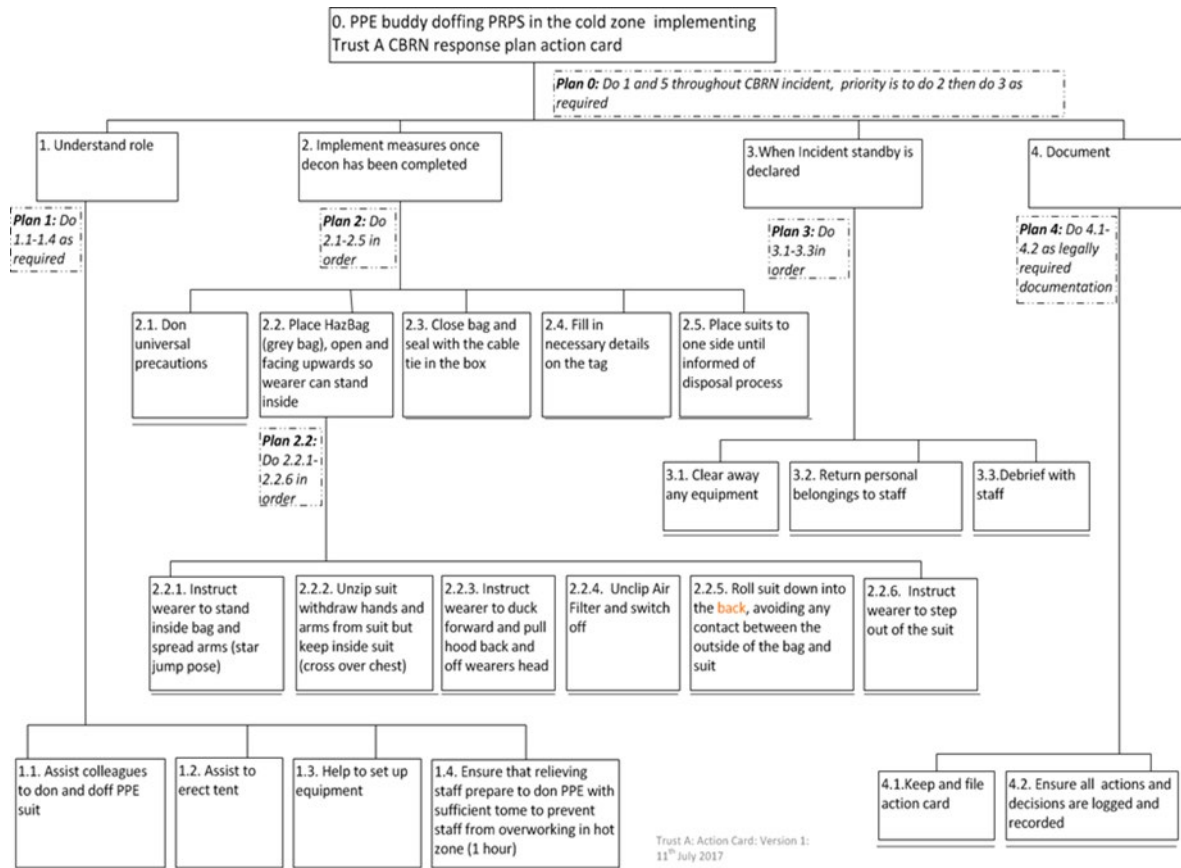 0. PPE buddy doffing PRPS in the cold zone implementing
Trust A CBRN response plan action card
Plan 0: Do 1 and 5 throughout CBRN incident, priority is to do 2 then do 3 as
required
1. Understand role
2. Implement measures once
decon has been completed
3.When Incident standby is
declared
4. Document
Plan 1: Do
1.1-1.4 as
required
Plan 2: Do
2.1-2.5 in
order
Plan 3: Do
3.1-3.3in
order
Plan 4: Do 4.1-
4.2 as legally
required
documentation
2.1. Don
universal
precautions
2.2. Place HazBag
(grey bag), open and
facing upwards so
wearer can stand
inside
2.3. Close bag and
seal with the cable
tie in the box
2.4. Fill in
necessary details
on the tag
2.5. Place suits to
one side until
informed of
disposal process
Plan 2.2:
Do 2.2.1-
2.2.6 in
order
3.1. Clear away
any equipment
3.2. Return personal
belongings to staff
3.3.Debrief with
staff
2.2.1. Instruct
wearer to stand
inside bag and
spread arms (star
jump pose)
2.2.2. Unzip suit
withdraw hands and
arms from suit but
keep inside suit
(cross over chest)
2.2.3. Instruct
wearer to duck
forward and pull
hood back and
off wearers head
2.2.4. Unclip Air
Filter and switch
off
2.2.5. Roll suit down into
the back, avoiding any
contact between the
outside of the bag and
suit
2.2.6. Instruct
wearer to step
out of the suit
1.1. Assist colleagues
to don and doff PPE
suit
1.2. Assist to
erect tent
1.3. Help to set up
equipment
1.4. Ensure that relieving
staff prepare to don PPE with
sufficient tome to prevent
staff from overworking in hot
zone (1 hour)
4.1.Keep and file
action card
4.2. Ensure all actions and
decisions are logged and
recorded
Trust A: Action Card: Version 1:
11th July 2017